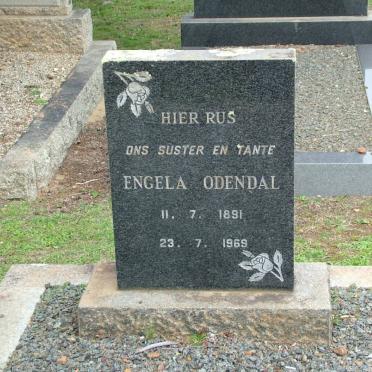 HIER RUS
ONS SUSTER EN TANTE
ENGELA ODENDAL
11. 7. 1891
23. 7. 1969